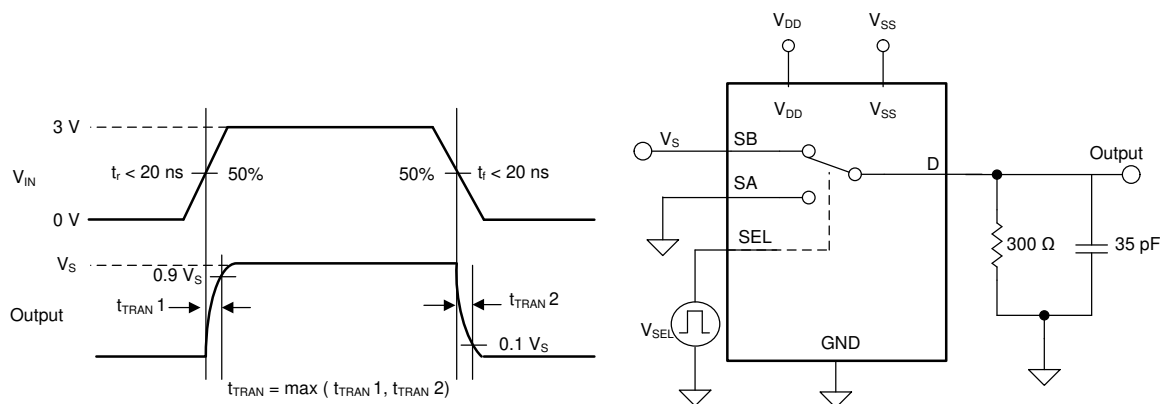 3 V
V_IN
t_r < 20 ns
50%
50%
t_f < 20 ns
0 V
V_S
0.9 V_S
t_TRAN 1
t_TRAN 2
Output
0.1 V_S
t_TRAN = max ( t_TRAN 1, t_TRAN 2)
V_DD
V_SS
V_DD
V_SS
V_S
SB
SA
SEL
D
Output
300 Ω
35 pF
V_SEL
GND